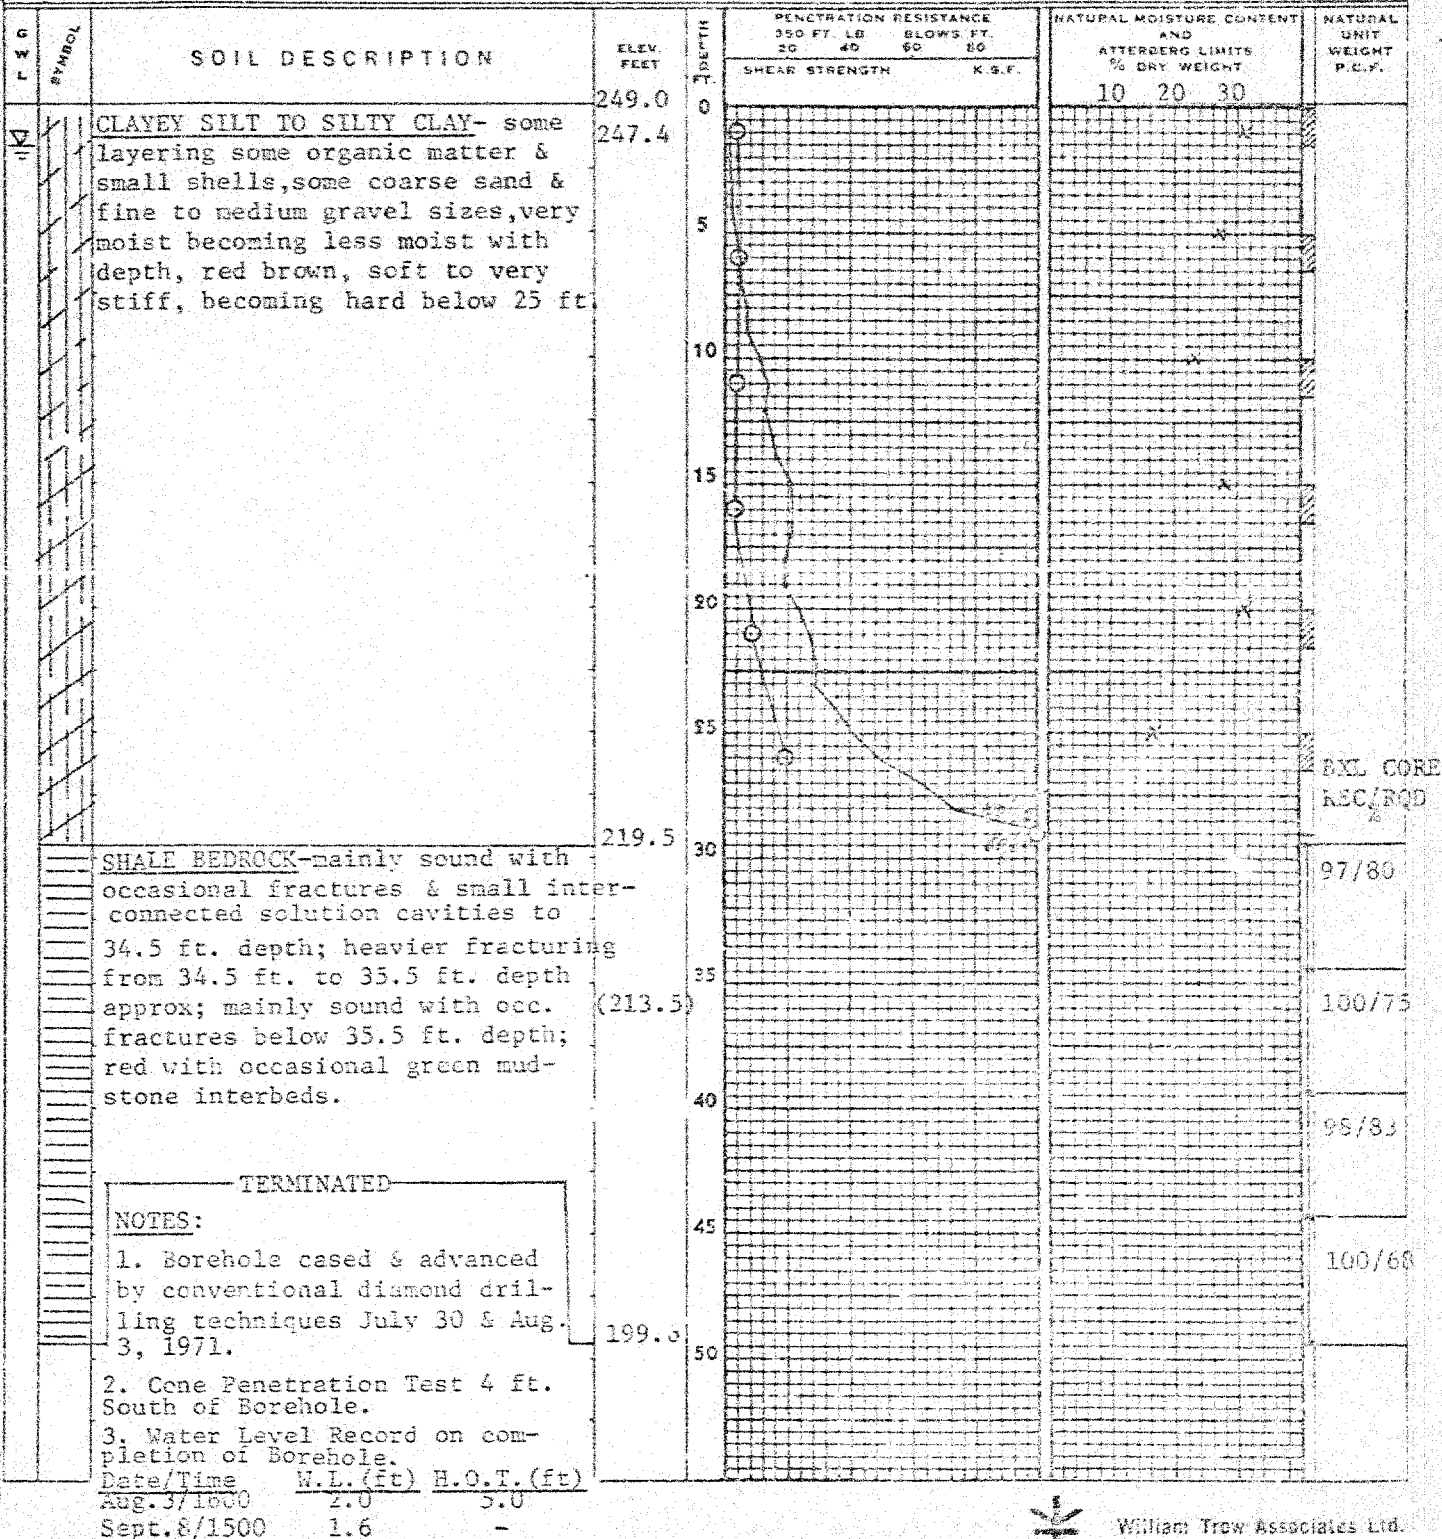 GWL
SYMBOL
SOIL DESCRIPTION
ELEV. FEET
DEPTH FT.
PENETRATION RESISTANCE
350 FT. LB. BLOWS/FT.
20 40 60 80
SHEAR STRENGTH K.S.F.
NATURAL MOISTURE CONTENT
AND
ATTERBERG LIMITS
% DRY WEIGHT
10 20 30
NATURAL
UNIT
WEIGHT
P.C.F.
249.0
0
CLAYEY SILT TO SILTY CLAY- some
247.4
layering some organic matter &
small shells,some coarse sand &
fine to medium gravel sizes,very
5
moist becoming less moist with
depth, red brown, soft to very
stiff, becoming hard below 25 ft.
10
15
20
25
BXL CORE
REC/RQD
%
219.5
30
SHALE BEDROCK-mainly sound with
97/80
occasional fractures & small inter-
connected solution cavities to
34.5 ft. depth; heavier fracturing
from 34.5 ft. to 35.5 ft. depth
35
approx; mainly sound with occ.
(213.5)
100/75
fractures below 35.5 ft. depth;
red with occasional green mud-
stone interbeds.
40
98/83
TERMINATED
NOTES:
45
1. Borehole cased & advanced
100/68
by conventional diamond dril-
ling techniques July 30 & Aug.
3, 1971.
50
2. Cone Penetration Test 4 ft.
South of Borehole.
3. Water Level Record on com-
pletion of Borehole.
Date/Time W.L.(ft) H.O.T.(ft)
Aug.3/1600 2.0 5.0
Sept.8/1500 1.6 -
William Trow Associates Ltd.